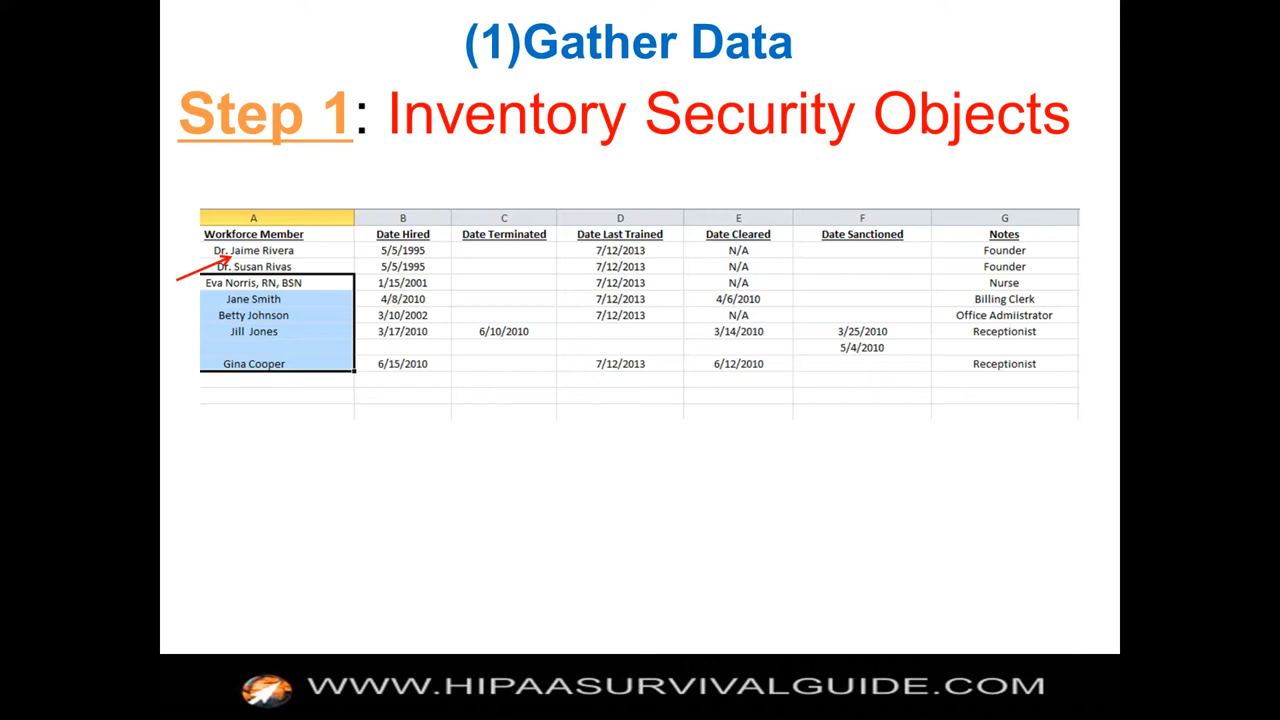 (1)Gather Data
Step 1: Inventory Security Objects
A B C D E F G
Workforce Member Date Hired Date Terminated Date Last Trained Date Cleared Date Sanctioned Notes
Dr. Jaime Rivera 5/5/1995 7/12/2013 N/A Founder
Dr. Susan Rivas 5/5/1995 7/12/2013 N/A Founder
Eva Norris, RN, BSN 1/15/2001 7/12/2013 N/A Nurse
Jane Smith 4/8/2010 7/12/2013 4/6/2010 Billing Clerk
Betty Johnson 3/10/2002 7/12/2013 N/A Office Admiistrator
Jill Jones 3/17/2010 6/10/2010 3/14/2010 3/25/2010 Receptionist
5/4/2010
Gina Cooper 6/15/2010 7/12/2013 6/12/2010 Receptionist
WWW.HIPAASURVIVALGUIDE.COM